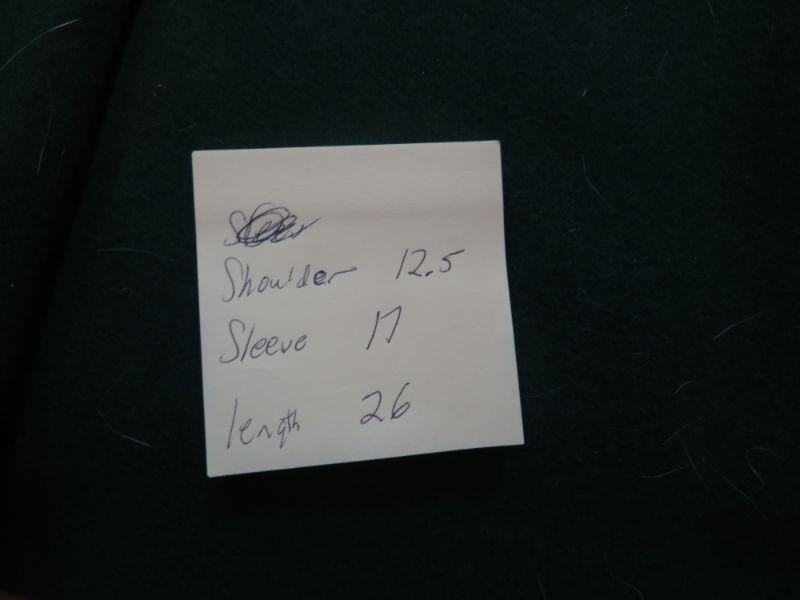 Shoulder 12.5
Sleeve 17
length 26